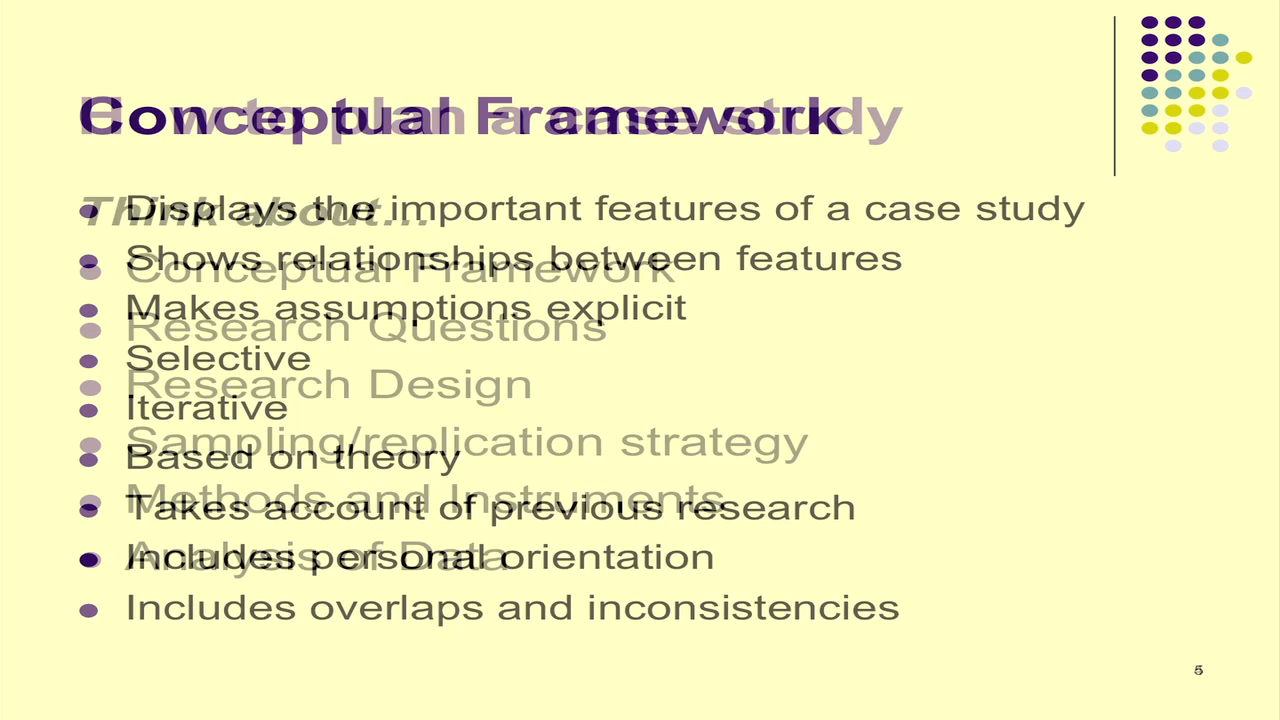 Conceptual Framework
How to plan a case study
Displays the important features of a case study
Think about...
Shows relationships between features
Conceptual Framework
Makes assumptions explicit
Research Questions
Selective
Research Design
Iterative
Sampling/replication strategy
Based on theory
Methods and Instruments
Takes account of previous research
Analysis of Data
Includes personal orientation
Includes overlaps and inconsistencies